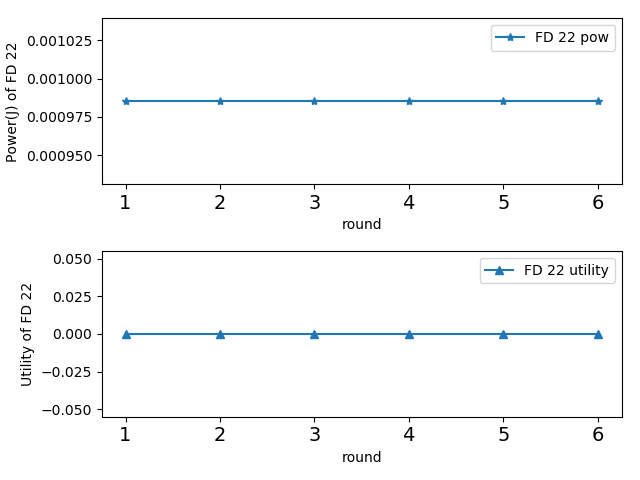 FD 22 pow
0.001025
0.001000
0.000975
0.000950
Power(J) of FD 22
1 2 3 4 5 6
round
FD 22 utility
0.050
0.025
0.000
−0.025
−0.050
Utility of FD 22
1 2 3 4 5 6
round